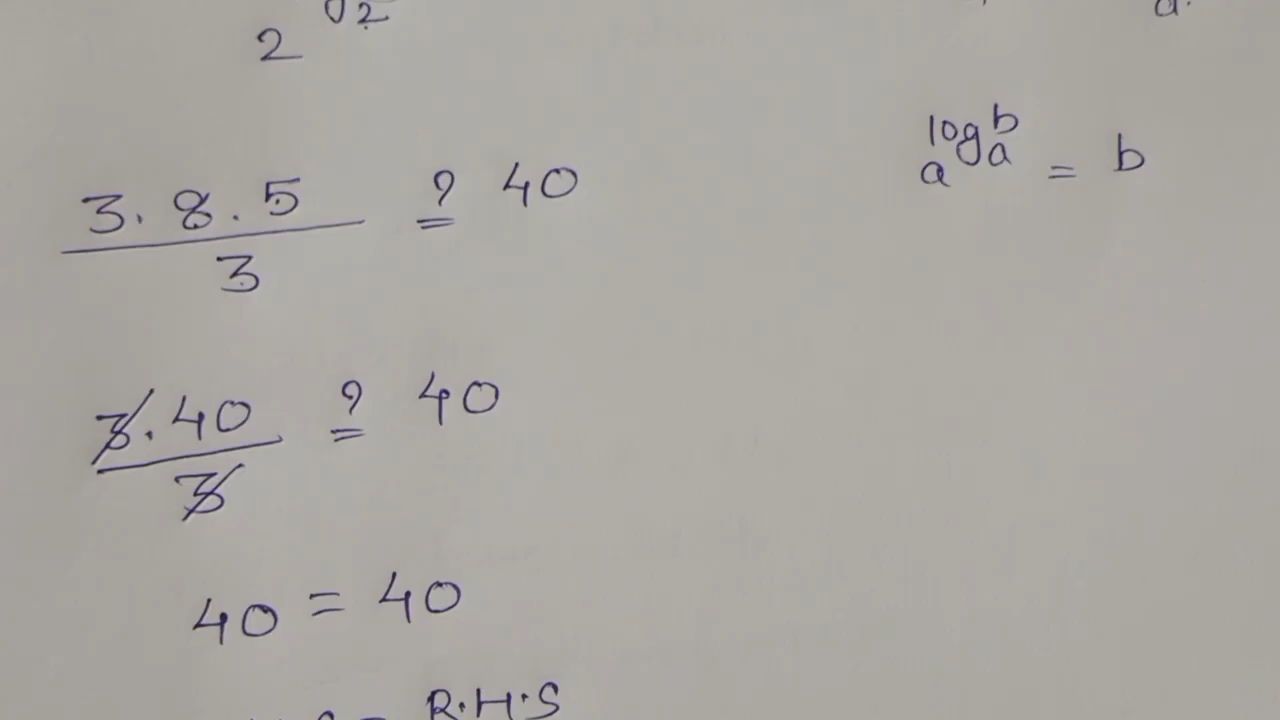 2
3.8.5 / 3 ≟ 40
a^log_a b = b
3.40 / 3 ≟ 40
40 = 40
= R.H.S